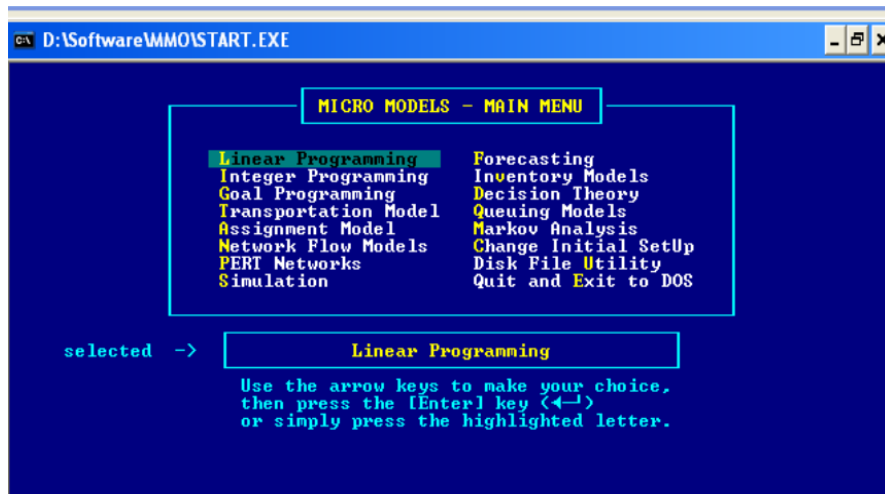 D:\Software\MMO\START.EXE
MICRO MODELS - MAIN MENU
Linear Programming
Integer Programming
Goal Programming
Transportation Model
Assignment Model
Network Flow Models
PERT Networks
Simulation
Forecasting
Inventory Models
Decision Theory
Queuing Models
Markov Analysis
Change Initial SetUp
Disk File Utility
Quit and Exit to DOS
selected -> Linear Programming
Use the arrow keys to make your choice,
then press the [Enter] key (◄─┘)
or simply press the highlighted letter.